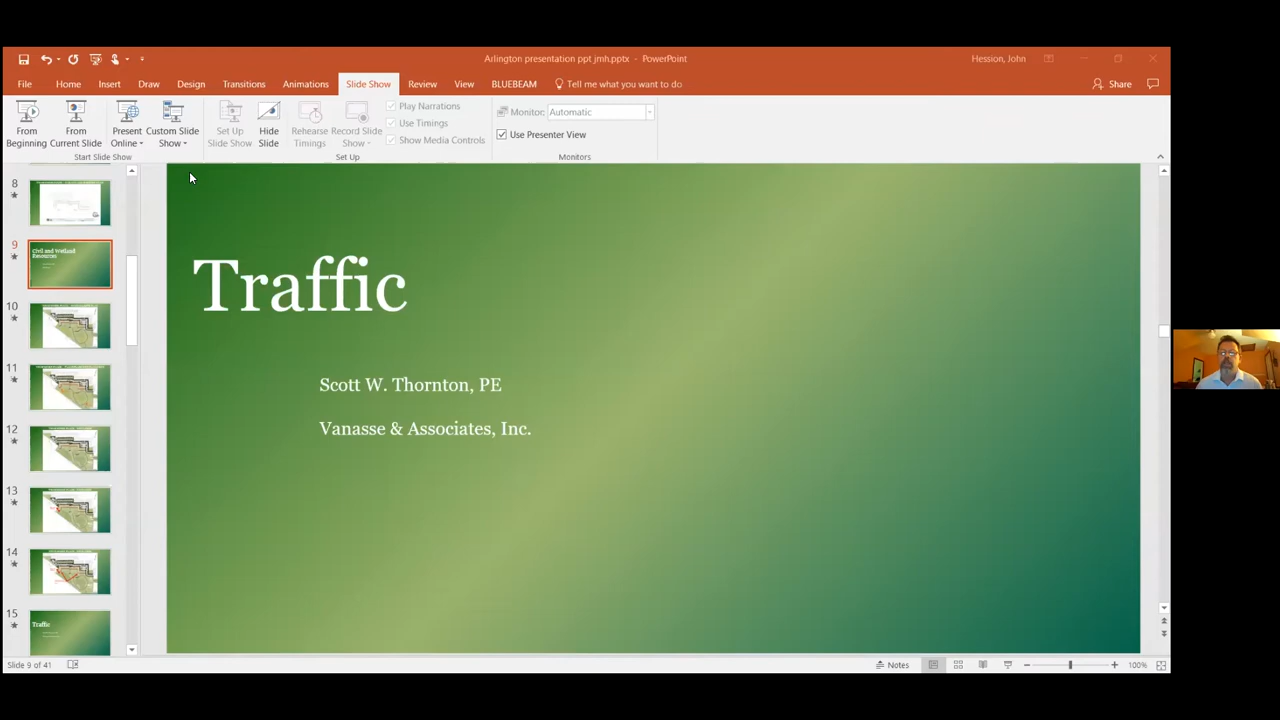 Arlington presentation ppt jmh.pptx - PowerPoint
Hession, John
File Home Insert Draw Design Transitions Animations Slide Show Review View BLUEBEAM Tell me what you want to do
Share
From Beginning
From Current Slide
Present Online
Custom Slide Show
Start Slide Show
Set Up Slide Show
Hide Slide
Rehearse Timings
Record Slide Show
Play Narrations
Use Timings
Show Media Controls
Set Up
Monitor: Automatic
Use Presenter View
Monitors
8
9
Civil and Wetland
Resources
10
11
12
13
14
15
Traffic
Traffic
Scott W. Thornton, PE
Vanasse & Associates, Inc.
Slide 9 of 41
Notes
100%